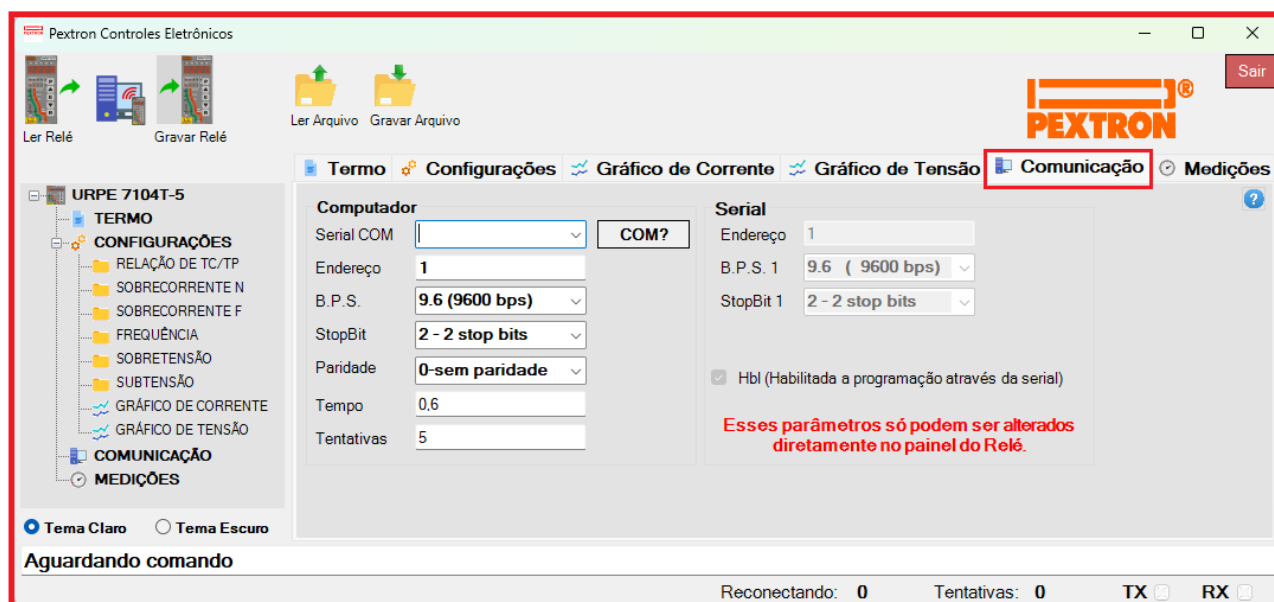 Pextron Controles Eletrônicos
Sair
Ler Relé
Gravar Relé
Ler Arquivo
Gravar Arquivo
PEXTRON®
Termo
Configurações
Gráfico de Corrente
Gráfico de Tensão
Comunicação
Medições
URPE 7104T-5
TERMO
CONFIGURAÇÕES
RELAÇÃO DE TC/TP
SOBRECORRENTE N
SOBRECORRENTE F
FREQUÊNCIA
SOBRETENSÃO
SUBTENSÃO
GRÁFICO DE CORRENTE
GRÁFICO DE TENSÃO
COMUNICAÇÃO
MEDIÇÕES
Tema Claro
Tema Escuro
Computador
Serial COM
COM?
Endereço 1
B.P.S. 9.6 (9600 bps)
StopBit 2 - 2 stop bits
Paridade 0-sem paridade
Tempo 0,6
Tentativas 5
Serial
Endereço 1
B.P.S. 1 9.6 ( 9600 bps)
StopBit 1 2 - 2 stop bits
Hbl (Habilitada a programação através da serial)
Esses parâmetros só podem ser alterados
diretamente no painel do Relé.
?
Aguardando comando
Reconectando: 0 Tentativas: 0 TX RX